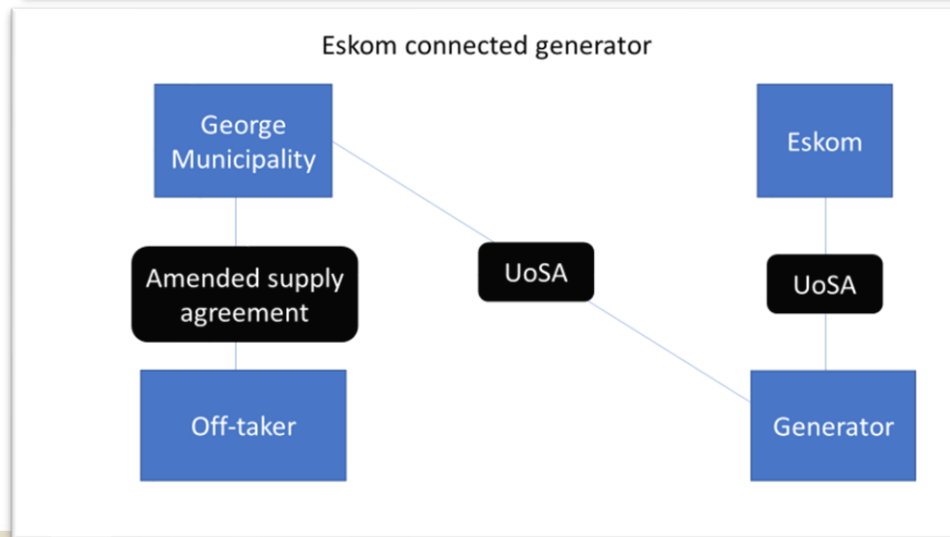 Eskom connected generator
George
Municipality
Eskom
Amended supply
agreement
UoSA
UoSA
Off-taker
Generator